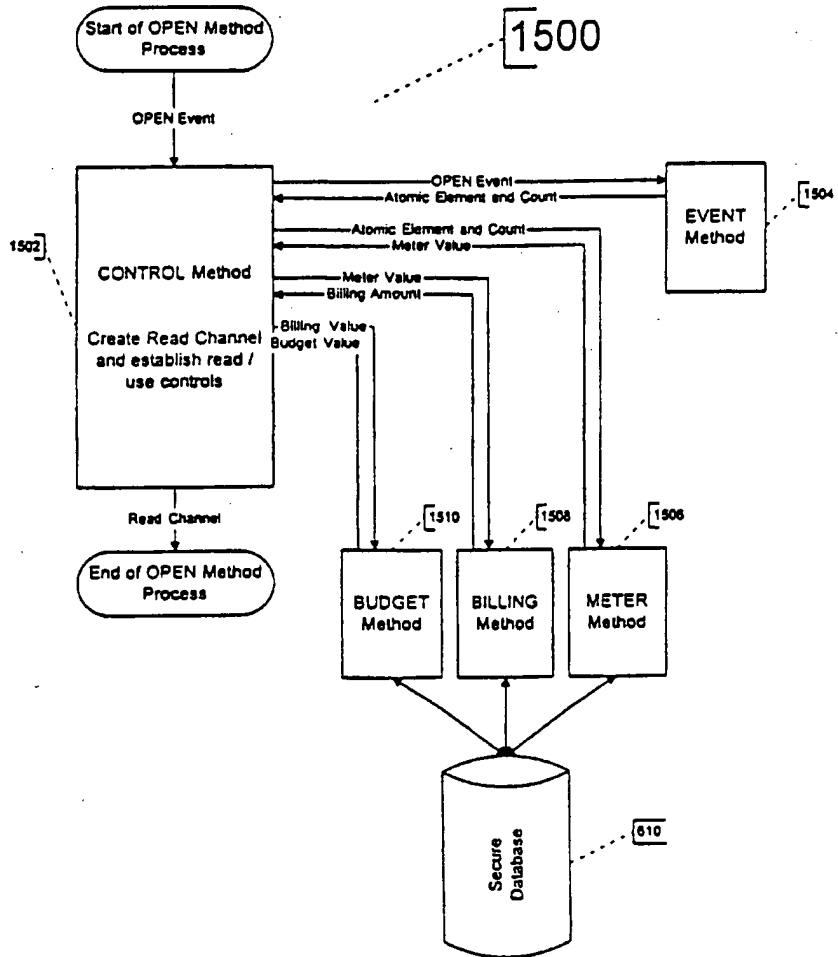 Start of OPEN Method
Process
1500
OPEN Event
OPEN Event
Atomic Element and Count
EVENT
Method
1504
Atomic Element and Count
Meter Value
1502
CONTROL Method
Meter Value
Billing Amount
Create Read Channel
and establish read /
use controls
Billing Value
Budget Value
Read Channel
1510
1508
1506
End of OPEN Method
Process
BUDGET
Method
BILLING
Method
METER
Method
Secure
Database
610